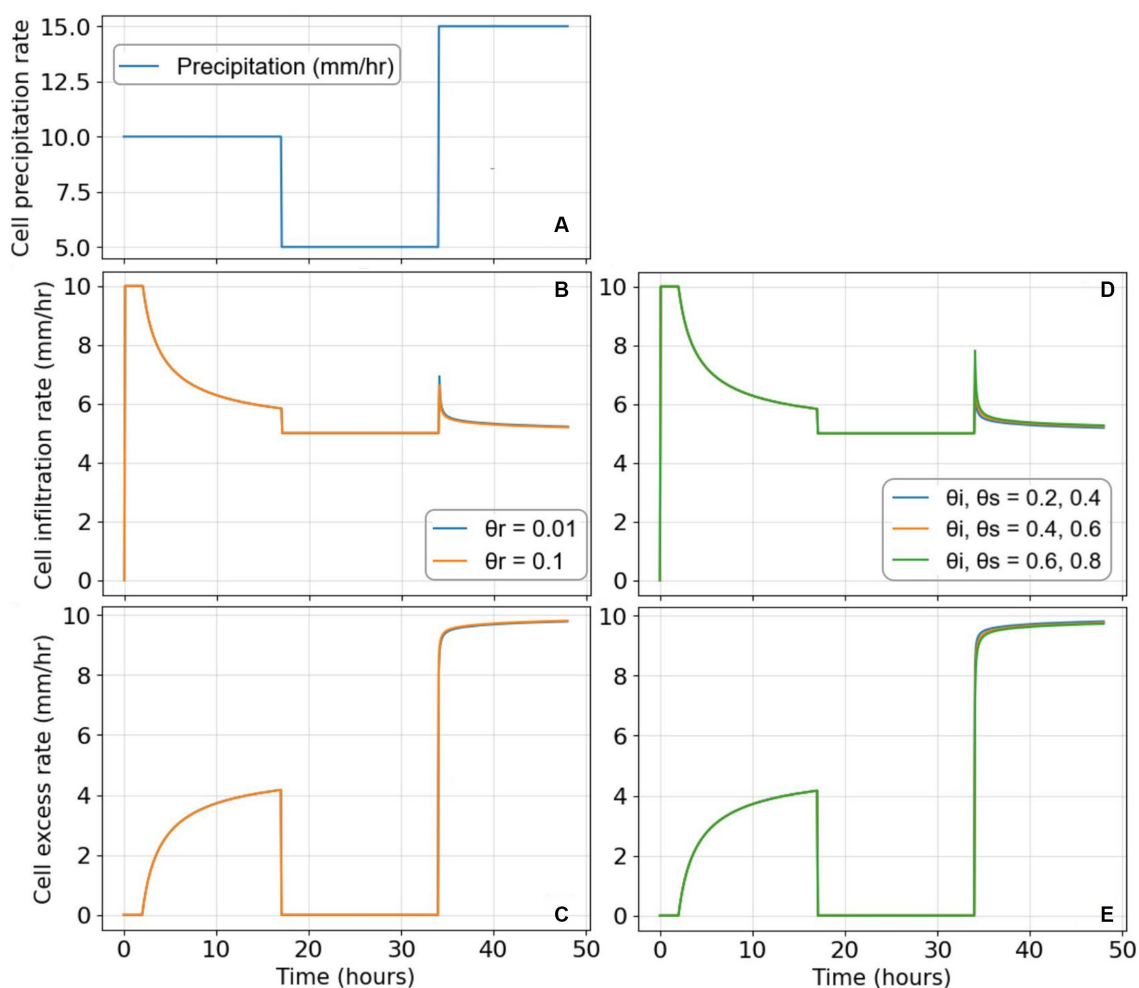 Cell precipitation rate
15.0
12.5
10.0
7.5
5.0
Precipitation (mm/hr)
A
Cell infiltration rate (mm/hr)
10
8
6
4
2
0
B
θr = 0.01
θr = 0.1
10
8
6
4
2
0
D
θi, θs = 0.2, 0.4
θi, θs = 0.4, 0.6
θi, θs = 0.6, 0.8
Cell excess rate (mm/hr)
10
8
6
4
2
0
C
0 10 20 30 40 50
Time (hours)
10
8
6
4
2
0
E
0 10 20 30 40 50
Time (hours)